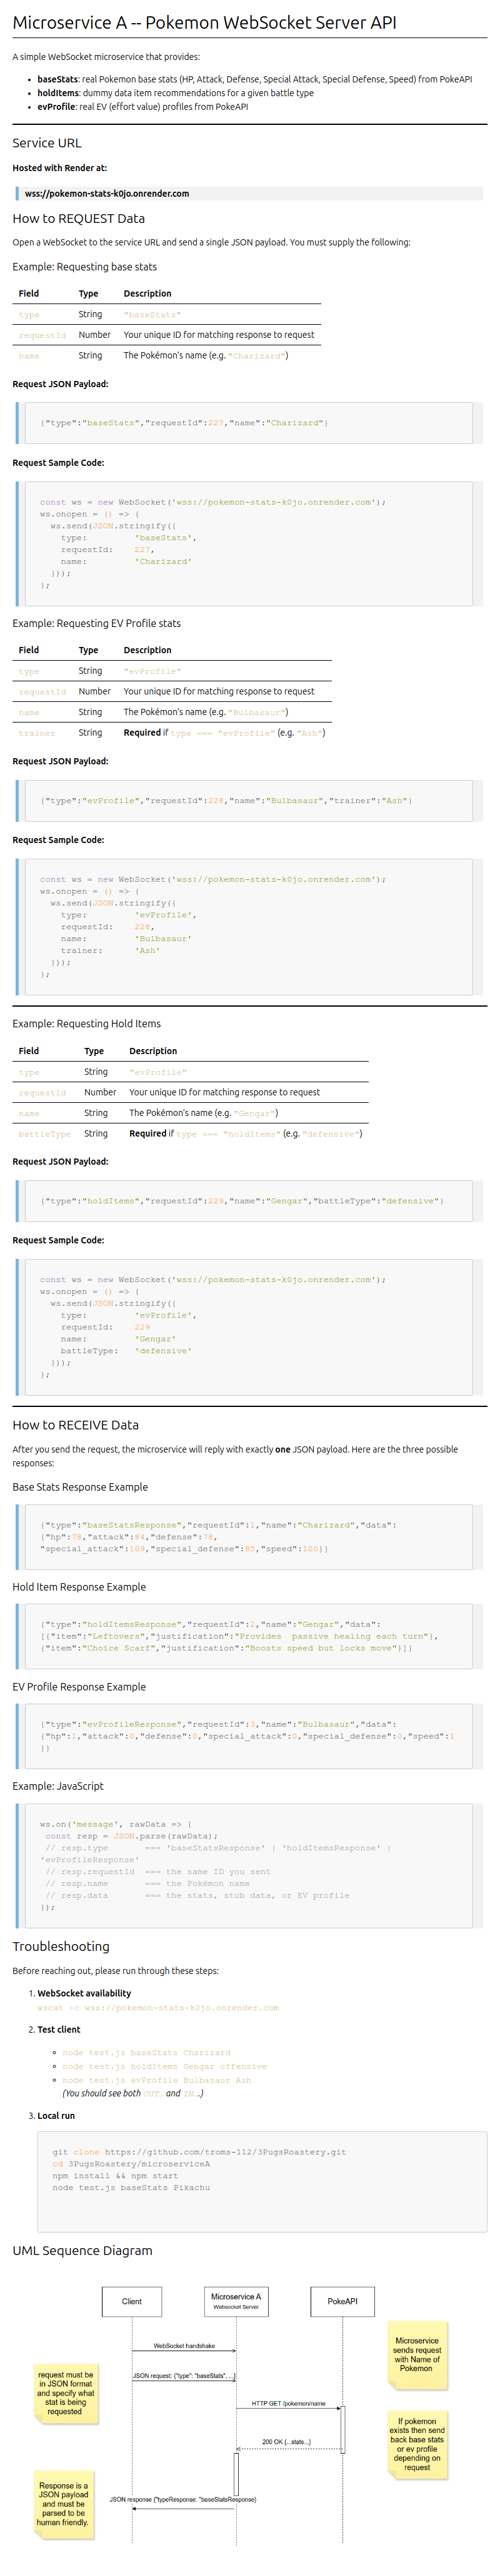 Microservice A -- Pokemon WebSocket Server API
A simple WebSocket microservice that provides:
• baseStats: real Pokemon base stats (HP, Attack, Defense, Special Attack, Special Defense, Speed) from PokeAPI
• holdItems: dummy data item recommendations for a given battle type
• evProfile: real EV (effort value) profiles from PokeAPI
Service URL
Hosted with Render at:
wss://pokemon-stats-k0jo.onrender.com
How to REQUEST Data
Open a WebSocket to the service URL and send a single JSON payload. You must supply the following:
Example: Requesting base stats
Field Type Description
type String "baseStats"
requestId Number Your unique ID for matching response to request
name String The Pokémon's name (e.g. "Charizard")
Request JSON Payload:
{"type":"baseStats","requestId":227,"name":"Charizard"}
Request Sample Code:
const ws = new WebSocket('wss://pokemon-stats-k0jo.onrender.com');
ws.onopen = () => {
ws.send(JSON.stringify({
type: 'baseStats',
requestId: 227,
name: 'Charizard'
}));
};
Example: Requesting EV Profile stats
Field Type Description
type String "evProfile"
requestId Number Your unique ID for matching response to request
name String The Pokémon's name (e.g. "Bulbasaur")
trainer String Required if type === "evProfile" (e.g. "Ash")
Request JSON Payload:
{"type":"evProfile","requestId":228,"name":"Bulbasaur","trainer":"Ash"}
Request Sample Code:
const ws = new WebSocket('wss://pokemon-stats-k0jo.onrender.com');
ws.onopen = () => {
ws.send(JSON.stringify({
type: 'evProfile',
requestId: 228,
name: 'Bulbasaur'
trainer: 'Ash'
}));
};
Example: Requesting Hold Items
Field Type Description
type String "evProfile"
requestId Number Your unique ID for matching response to request
name String The Pokémon's name (e.g. "Gengar")
battleType String Required if type === "holdItems" (e.g. "defensive")
Request JSON Payload:
{"type":"holdItems","requestId":229,"name":"Gengar","battleType":"defensive"}
Request Sample Code:
const ws = new WebSocket('wss://pokemon-stats-k0jo.onrender.com');
ws.onopen = () => {
ws.send(JSON.stringify({
type: 'evProfile',
requestId: 229
name: 'Gengar'
battleType: 'defensive'
}));
};
How to RECEIVE Data
After you send the request, the microservice will reply with exactly one JSON payload. Here are the three possible
responses:
Base Stats Response Example
{"type":"baseStatsResponse","requestId":1,"name":"Charizard","data":
{"hp":78,"attack":84,"defense":78,
"special_attack":109,"special_defense":85,"speed":100}}
Hold Item Response Example
{"type":"holdItemsResponse","requestId":2,"name":"Gengar","data":
[{"item":"Leftovers","justification":"Provides  passive healing each turn"},
{"item":"Choice Scarf","justification":"Boosts speed but locks move"}]}
EV Profile Response Example
{"type":"evProfileResponse","requestId":3,"name":"Bulbasaur","data":
{"hp":1,"attack":0,"defense":0,"special_attack":0,"special_defense":0,"speed":1
}}
Example: JavaScript
ws.on('message', rawData => {
const resp = JSON.parse(rawData);
// resp.type === 'baseStatsResponse' | 'holdItemsResponse' |
'evProfileResponse'
// resp.requestId === the same ID you sent
// resp.name === the Pokémon name
// resp.data === the stats, stub data, or EV profile
});
Troubleshooting
Before reaching out, please run through these steps:
1. WebSocket availability
wscat -c wss://pokemon-stats-k0jo.onrender.com
2. Test client
node test.js baseStats Charizard
node test.js holdItems Gengar offensive
node test.js evProfile Bulbasaur Ash
(You should see both OUT… and IN….)
3. Local run
git clone https://github.com/troms-112/3PugsRoastery.git
cd 3PugsRoastery/microserviceA
npm install && npm start
node test.js baseStats Pikachu
UML Sequence Diagram
Client
Microservice A
Websocket Server
PokeAPI
WebSocket handshake
Microservice
sends request
with Name of
Pokemon
request must be
in JSON format
and specify what
stat is being
requested
JSON request: {"type": "baseStats", ...}
HTTP GET /pokemon/name
If pokemon
exists then send
back base stats
or ev profile
depending on
request
200 OK {...stats...}
Response is a
JSON payload
and must be
parsed to be
human friendly.
JSON response {"typeResponse: "baseStatsResponse}